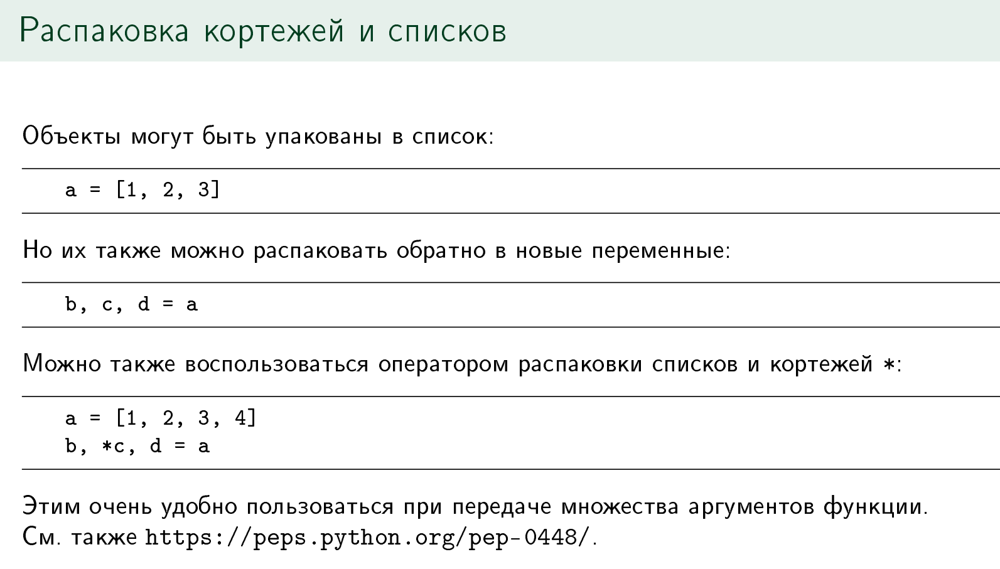 Распаковка кортежей и списков
Объекты могут быть упакованы в список:
a = [1, 2, 3]
Но их также можно распаковать обратно в новые переменные:
b, c, d = a
Можно также воспользоваться оператором распаковки списков и кортежей *:
a = [1, 2, 3, 4]
b, *c, d = a
Этим очень удобно пользоваться при передаче множества аргументов функции.
См. также https://peps.python.org/pep-0448/.